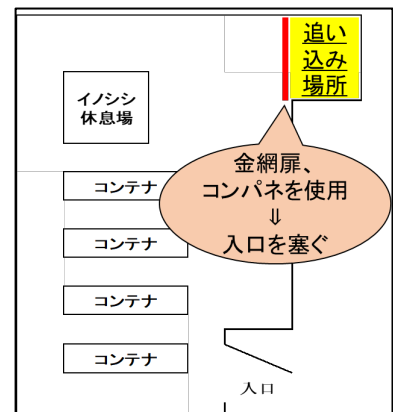 追い
込み
場所
イノシシ
休息場
金網扉、
コンパネを使用
⇓
入口を塞ぐ
コンテナ
コンテナ
コンテナ
コンテナ
入口